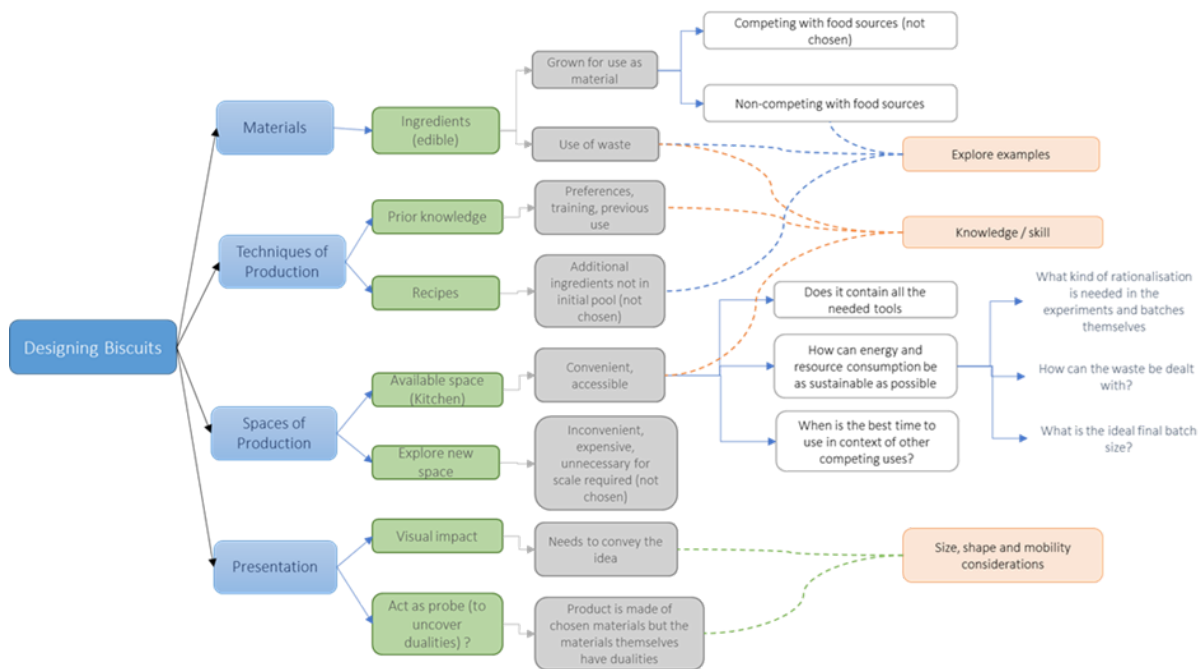 Designing Biscuits
Materials
Techniques of
Production
Spaces of
Production
Presentation
Ingredients
(edible)
Prior knowledge
Recipes
Available space
(Kitchen)
Explore new
space
Visual impact
Act as probe (to
uncover
dualities) ?
Grown for use as
material
Use of waste
Preferences,
training, previous
use
Additional
ingredients not in
initial pool (not
chosen)
Convenient,
accessible
Inconvenient,
expensive,
unnecessary for
scale required (not
chosen)
Needs to convey the
idea
Product is made of
chosen materials but the
materials themselves
have dualities
Competing with food sources (not
chosen)
Non-competing with food sources
Does it contain all the
needed tools
How can energy and
resource consumption be
as sustainable as possible
When is the best time to
use in context of other
competing uses?
Explore examples
Knowledge / skill
What kind of rationalisation
is needed in the
experiments and batches
themselves
How can the waste be dealt
with?
What is the ideal final batch
size?
Size, shape and mobility
considerations